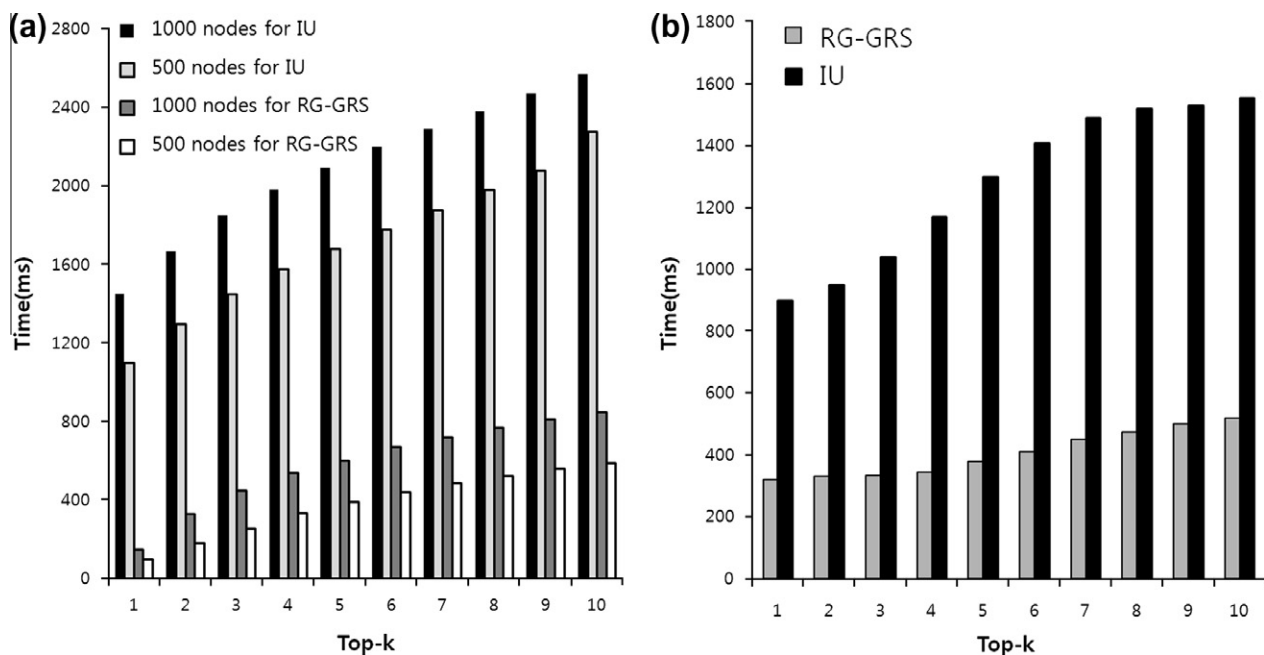 (a)
1000 nodes for IU
500 nodes for IU
1000 nodes for RG-GRS
500 nodes for RG-GRS
2800
2400
2000
1600
1200
800
400
0
Time(ms)
1 2 3 4 5 6 7 8 9 10
Top-k
(b)
RG-GRS
IU
1800
1600
1400
1200
1000
800
600
400
200
0
Time(ms)
1 2 3 4 5 6 7 8 9 10
Top-k